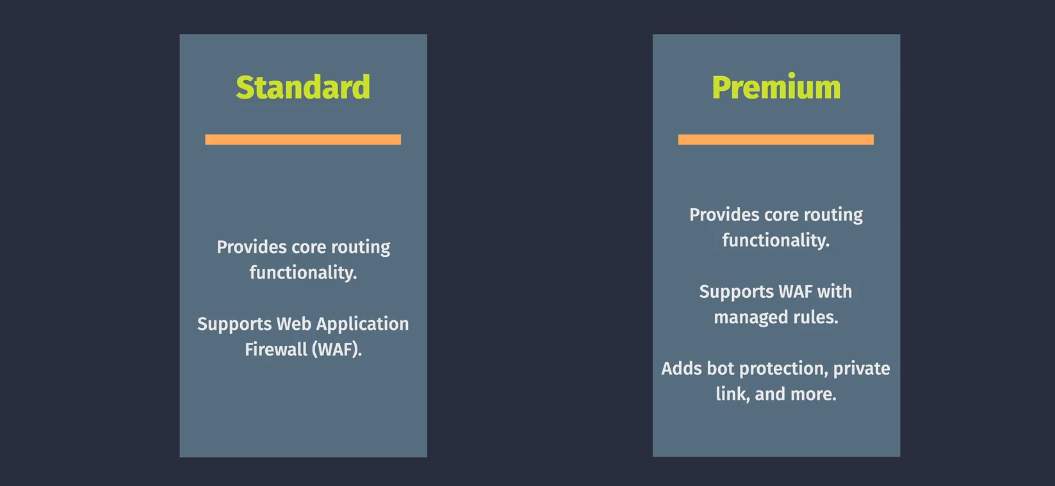 Standard
Provides core routing
functionality.
Supports Web Application
Firewall (WAF).
Premium
Provides core routing
functionality.
Supports WAF with
managed rules.
Adds bot protection, private
link, and more.